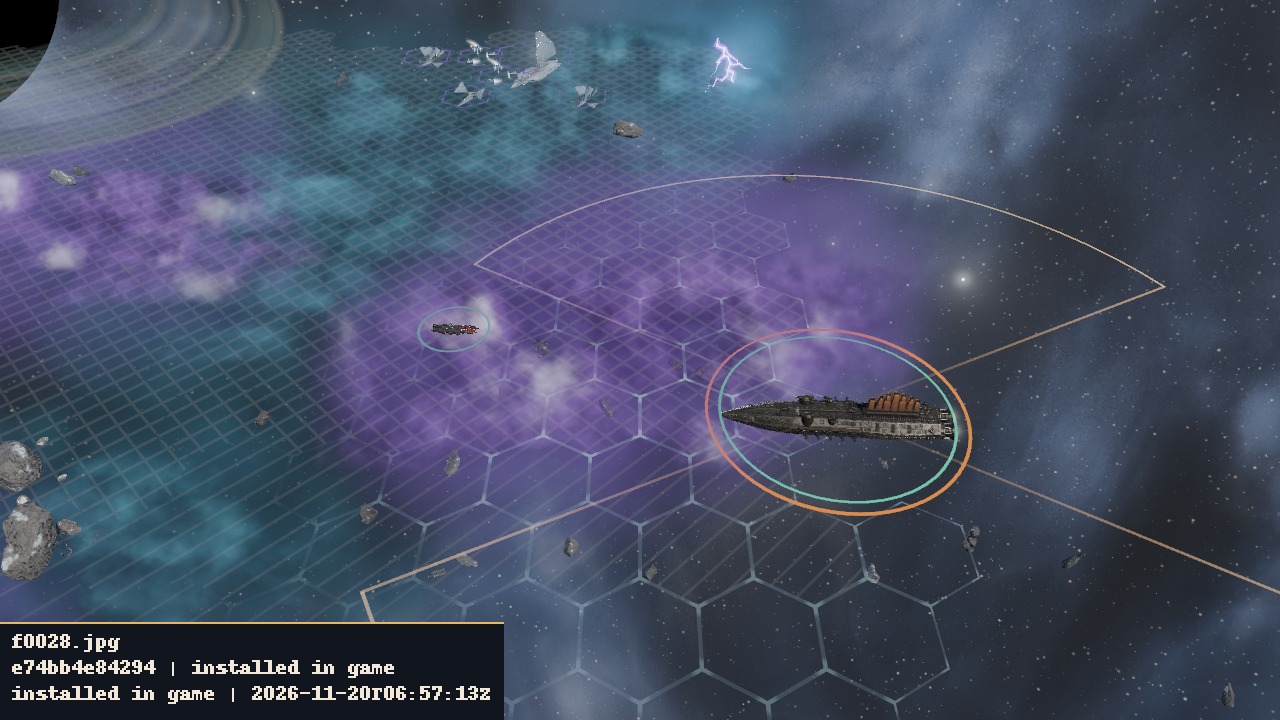 f0028.jpg
e74bb4e84294 | installed in game
installed in game | 2026-11-20T06:57:13Z